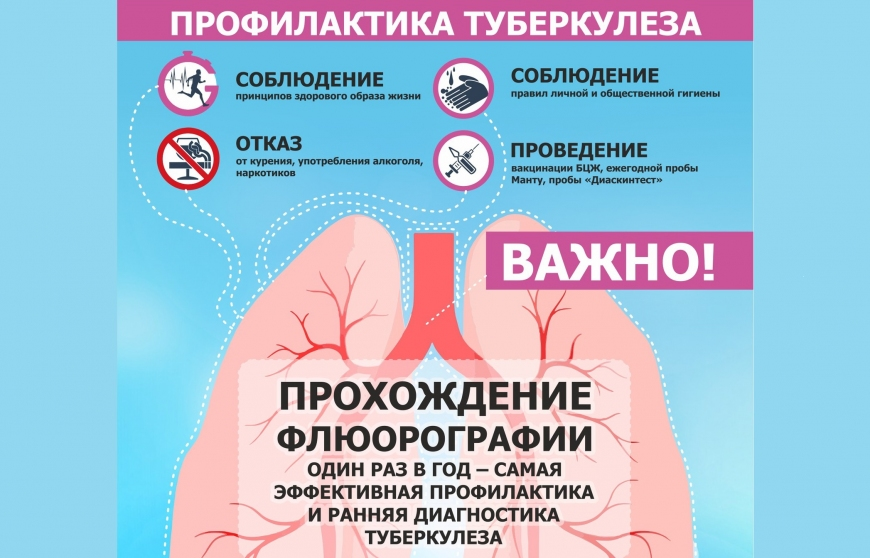 ПРОФИЛАКТИКА ТУБЕРКУЛЕЗА
СОБЛЮДЕНИЕ
принципов здорового образа жизни
СОБЛЮДЕНИЕ
правил личной и общественной гигиены
ОТКАЗ
от курения, употребления алкоголя,
наркотиков
ПРОВЕДЕНИЕ
вакцинации БЦЖ, ежегодной пробы
Манту, пробы «Диаскинтест»
ВАЖНО!
ПРОХОЖДЕНИЕ
ФЛЮОРОГРАФИИ
ОДИН РАЗ В ГОД – САМАЯ
ЭФФЕКТИВНАЯ ПРОФИЛАКТИКА
И РАННЯЯ ДИАГНОСТИКА
ТУБЕРКУЛЕЗА